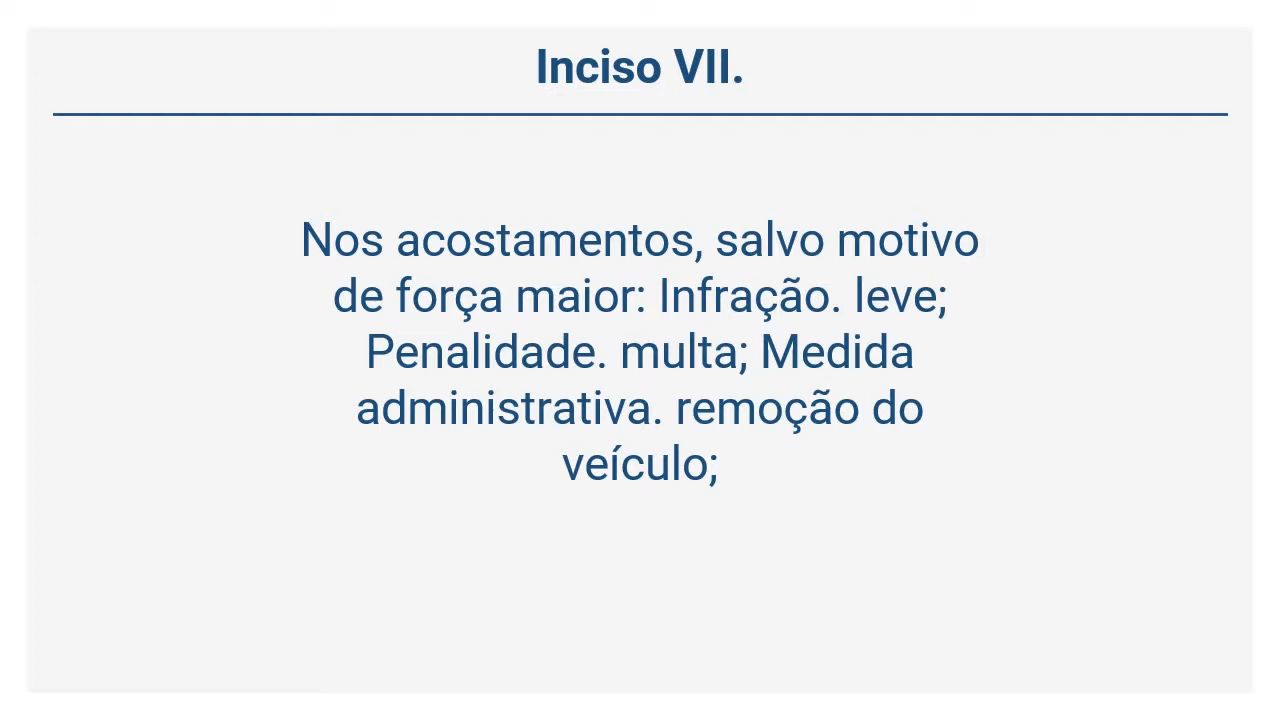 Inciso VII.
Nos acostamentos, salvo motivo
de força maior: Infração. leve;
Penalidade. multa; Medida
administrativa. remoção do
veículo;